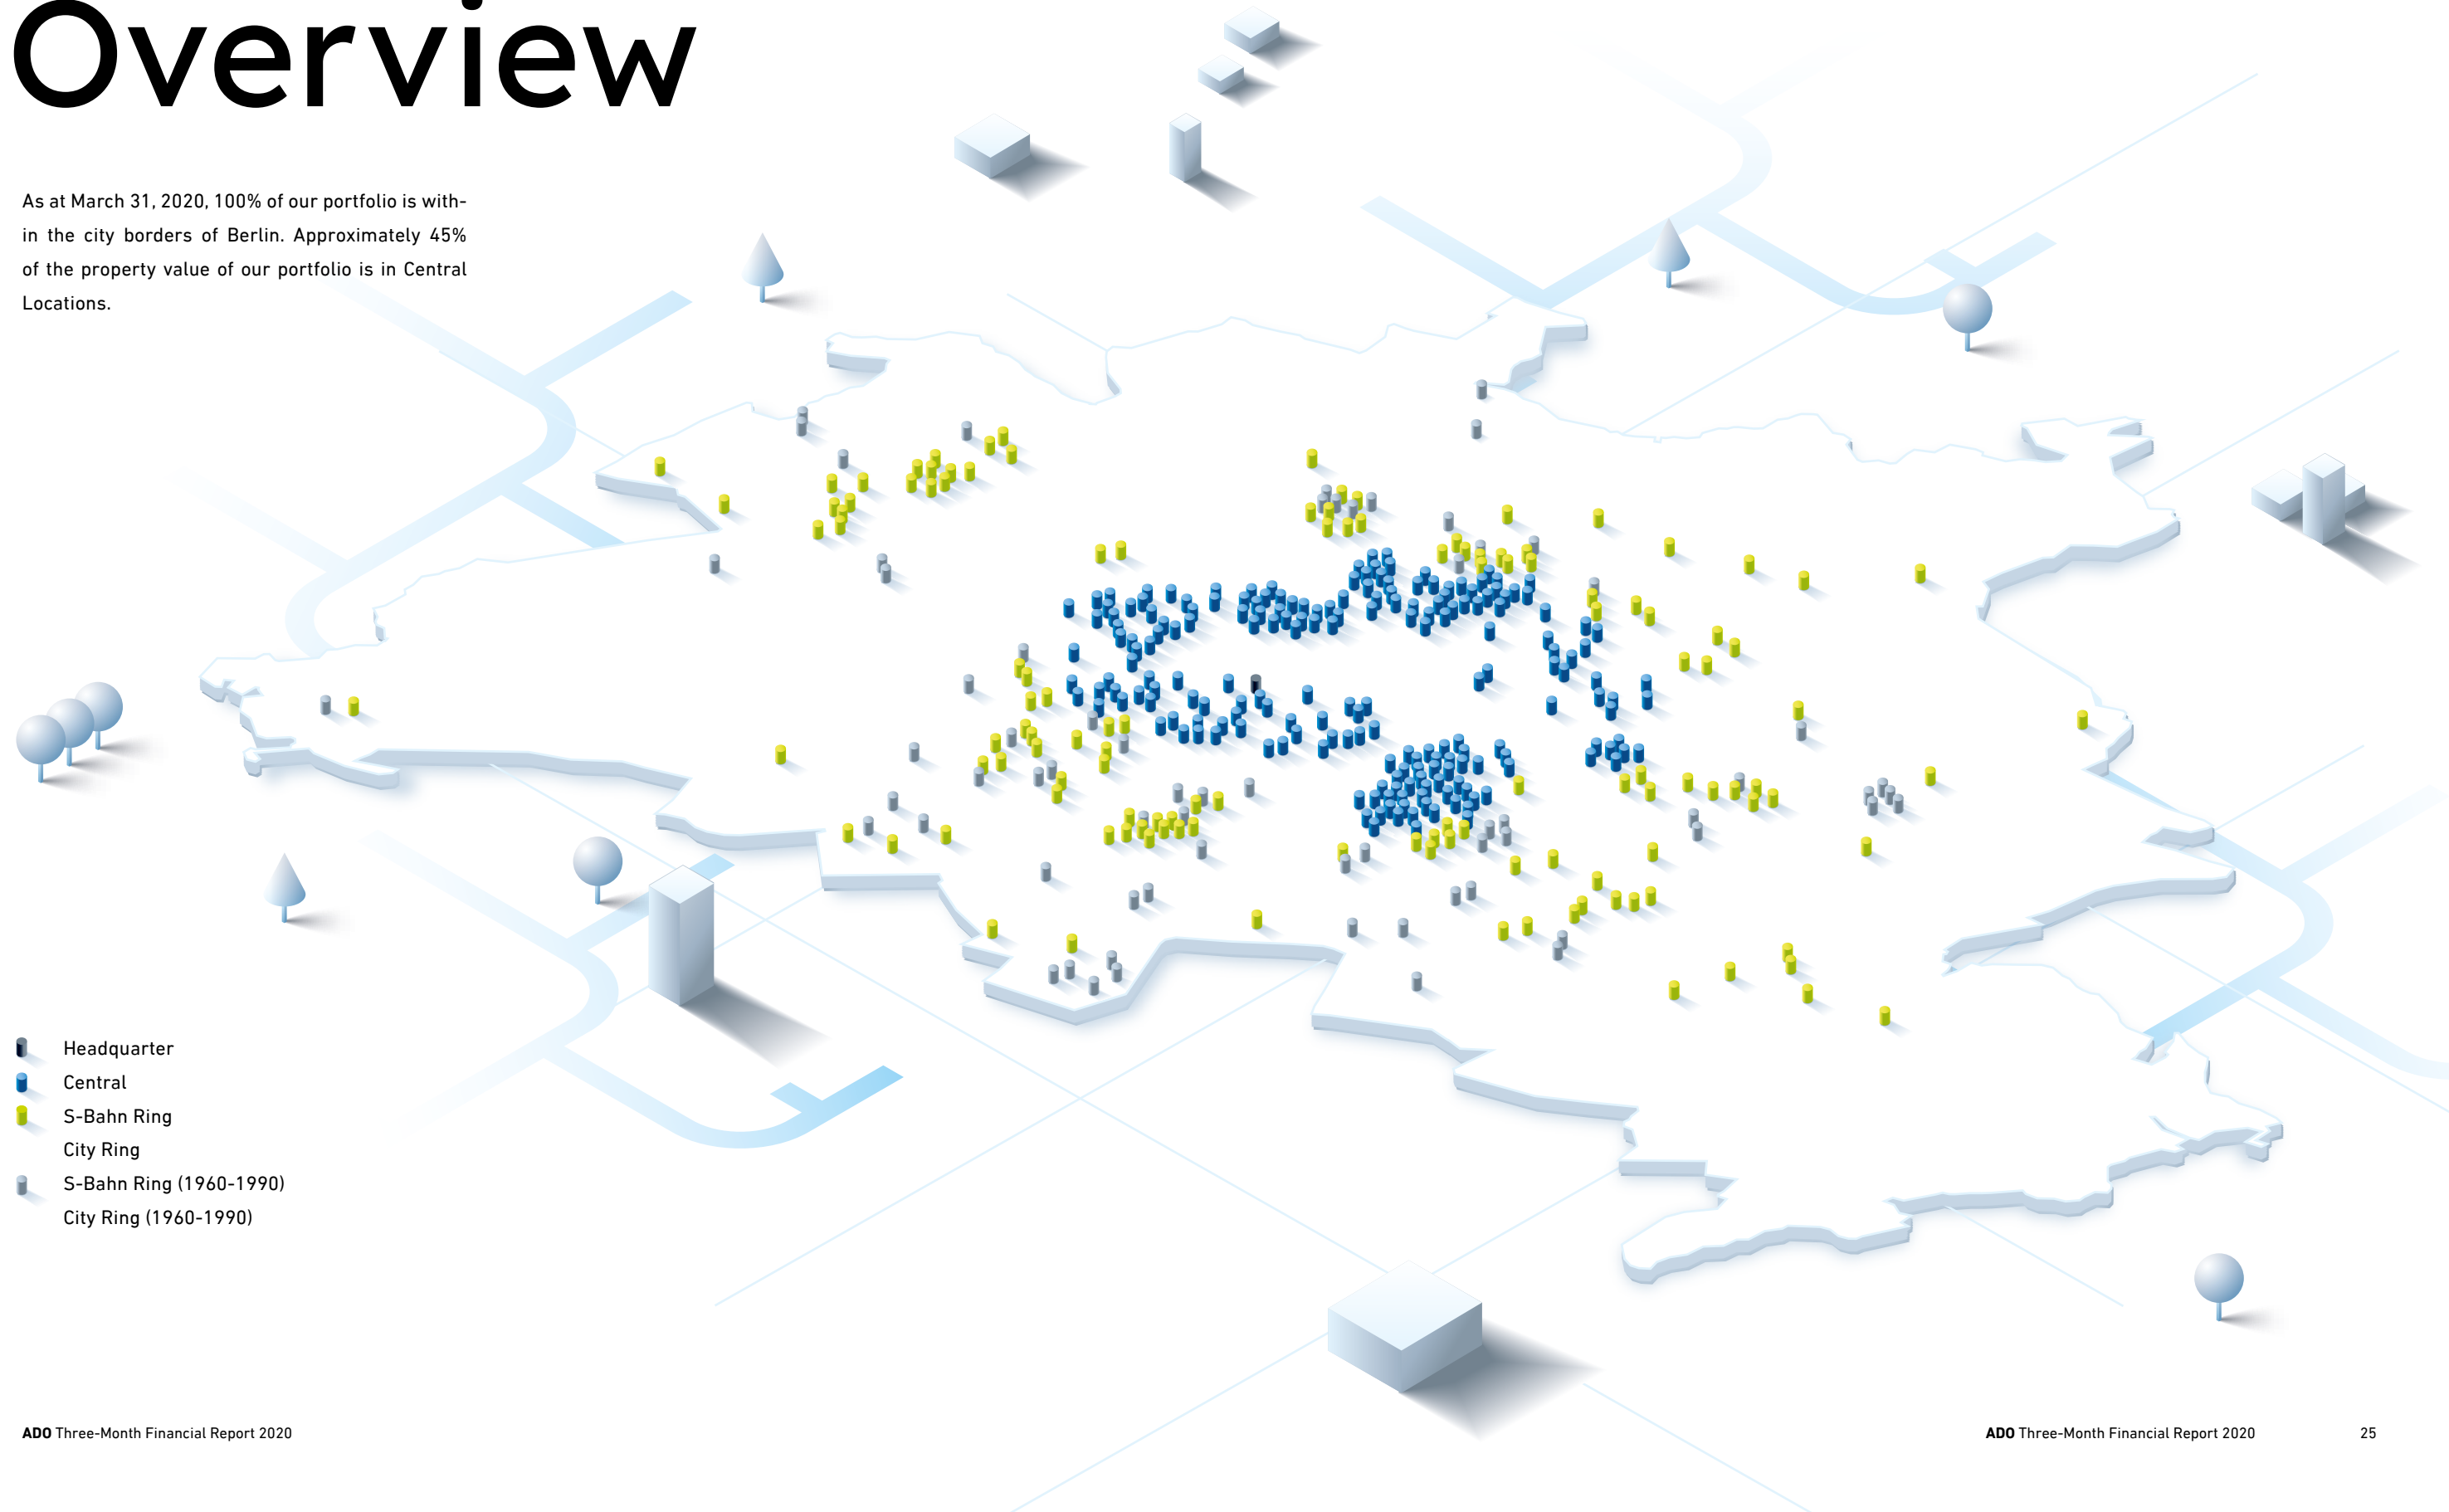 Overview
As at March 31, 2020, 100% of our portfolio is with-
in the city borders of Berlin. Approximately 45%
of the property value of our portfolio is in Central
Locations.
Headquarter
Central
S-Bahn Ring
City Ring
S-Bahn Ring (1960-1990)
City Ring (1960-1990)
ADO Three-Month Financial Report 2020
ADO Three-Month Financial Report 2020 25